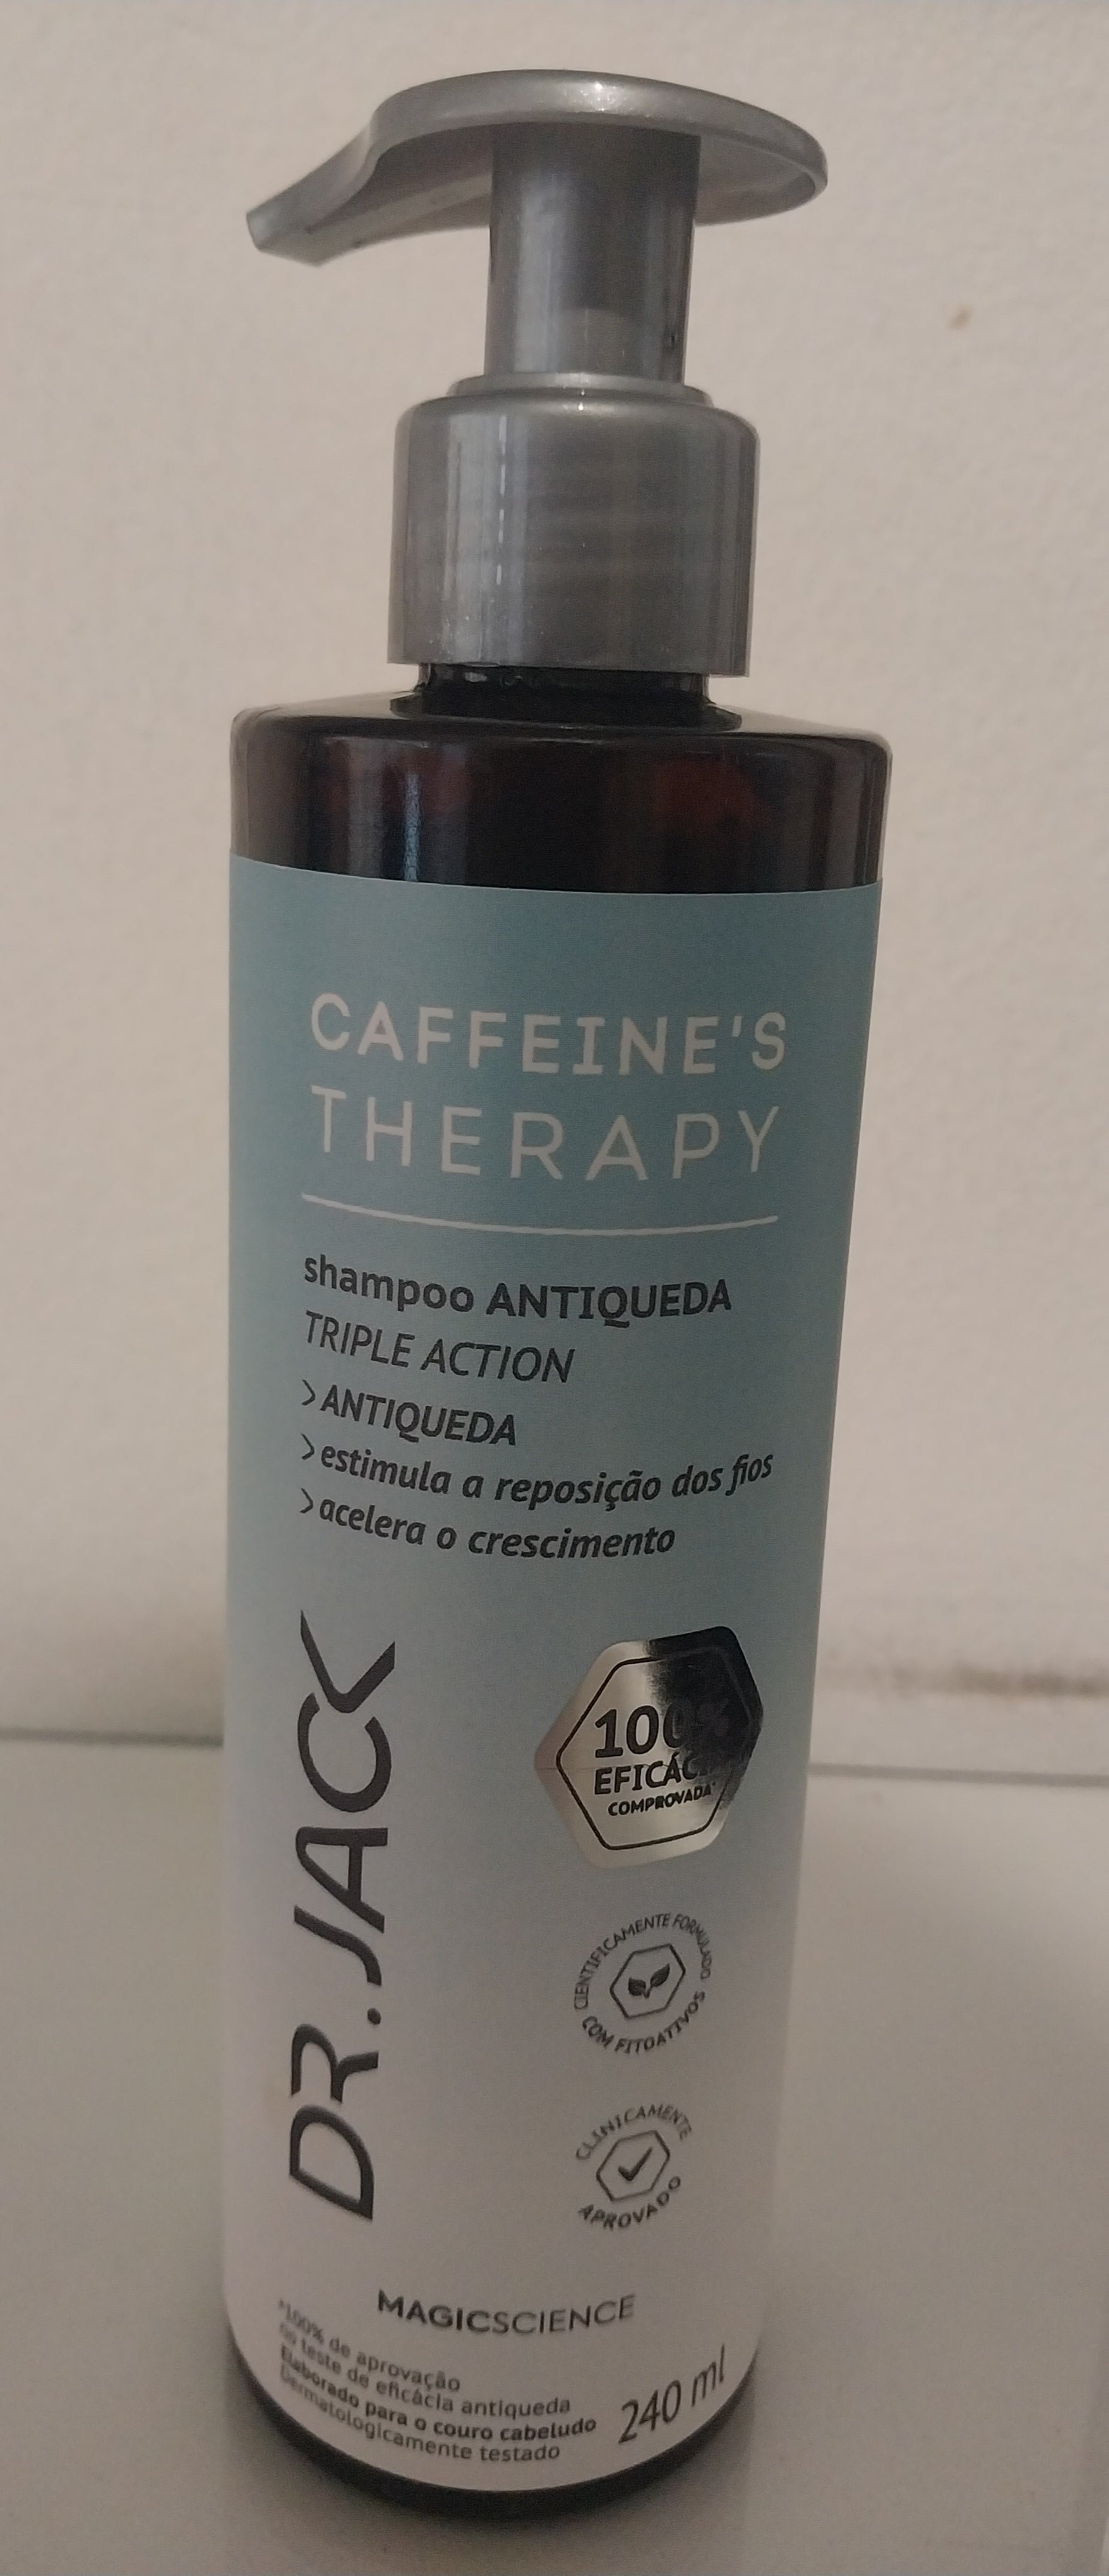 CAFFEINE'S
THERAPY
shampoo ANTIQUEDA
TRIPLE ACTION
>ANTIQUEDA
>estimula a reposição dos fios
>acelera o crescimento
DR.JACK
100%
EFICÁCIA
COMPROVADA*
CIENTIFICAMENTE FORMULADO
COM FITOATIVOS
CLINICAMENTE
APROVADO
MAGICSCIENCE
*100% de aprovação
no teste de eficácia antiqueda
Elaborado para o couro cabeludo
Dermatologicamente testado
240 ml